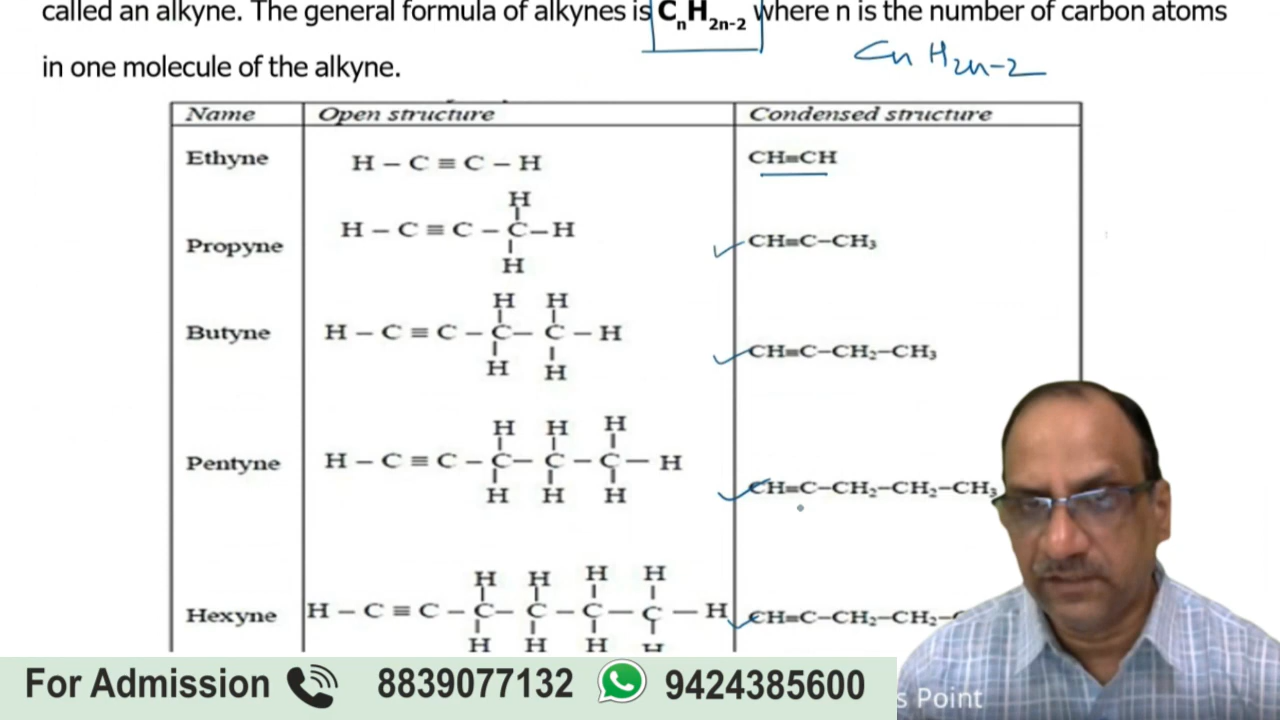 called an alkyne. The general formula of alkynes is CnH2n-2 where n is the number of carbon atoms
in one molecule of the alkyne.
CnH2n-2
Name Open structure Condensed structure
Ethyne H – C ≡ C – H CH≡CH
H
H – C ≡ C – C – H
Propyne CH≡C–CH3
H
H H
Butyne H – C ≡ C – C – C – H
CH≡C–CH2–CH3
H H
H H H
Pentyne H – C ≡ C – C – C – C – H
CH≡C–CH2–CH2–CH3
H H H
H H H H
Hexyne H – C ≡ C – C – C – C – C – H CH≡C–CH2–CH2–
H H H H
For Admission 8839077132 9424385600
s Point